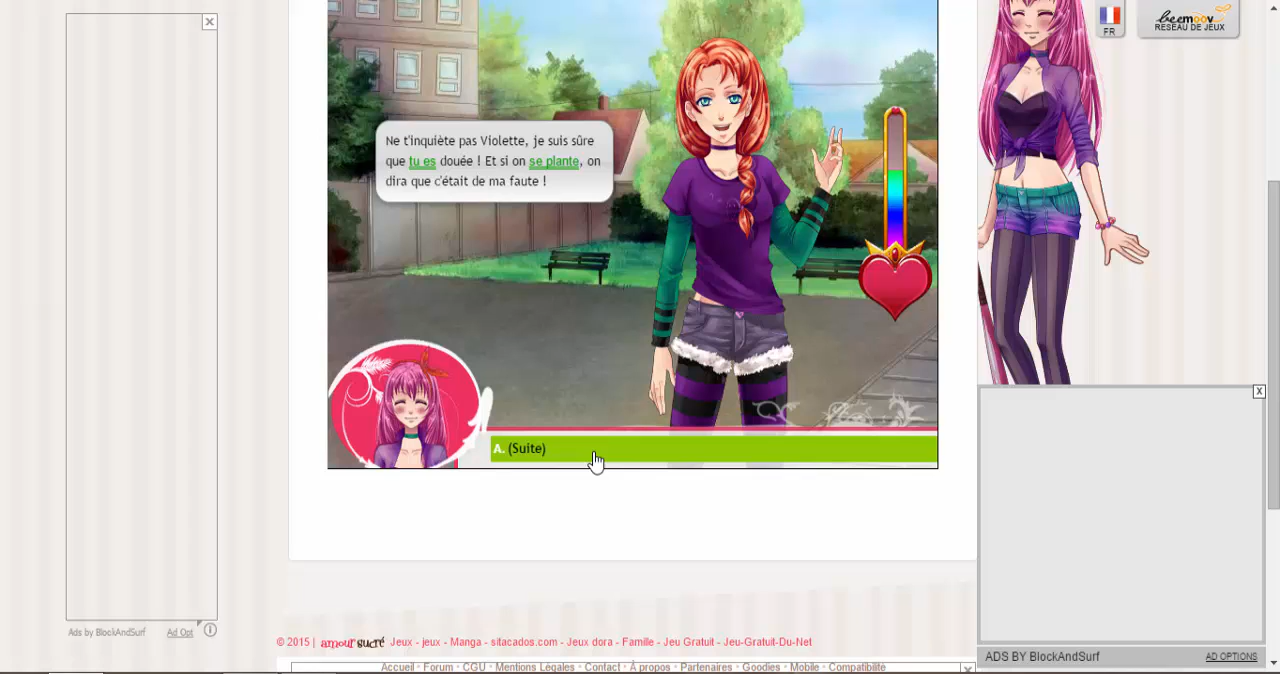 FR
beemoov
RESEAU DE JEUX
Ne t'inquiète pas Violette, je suis sûre
que tu es douée ! Et si on se plante, on
dira que c'était de ma faute !
A. (Suite)
X
Ads by BlockAndSurf Ad Opt
© 2015 | amour sucré Jeux - jeux - Manga - sitacados.com - Jeux dora - Famille - Jeu Gratuit - Jeu-Gratuit-Du-Net
ADS BY BlockAndSurf AD OPTIONS
Accueil · Forum · CGU · Mentions Légales · Contact · À propos · Partenaires · Goodies · Mobile · Compatibilité